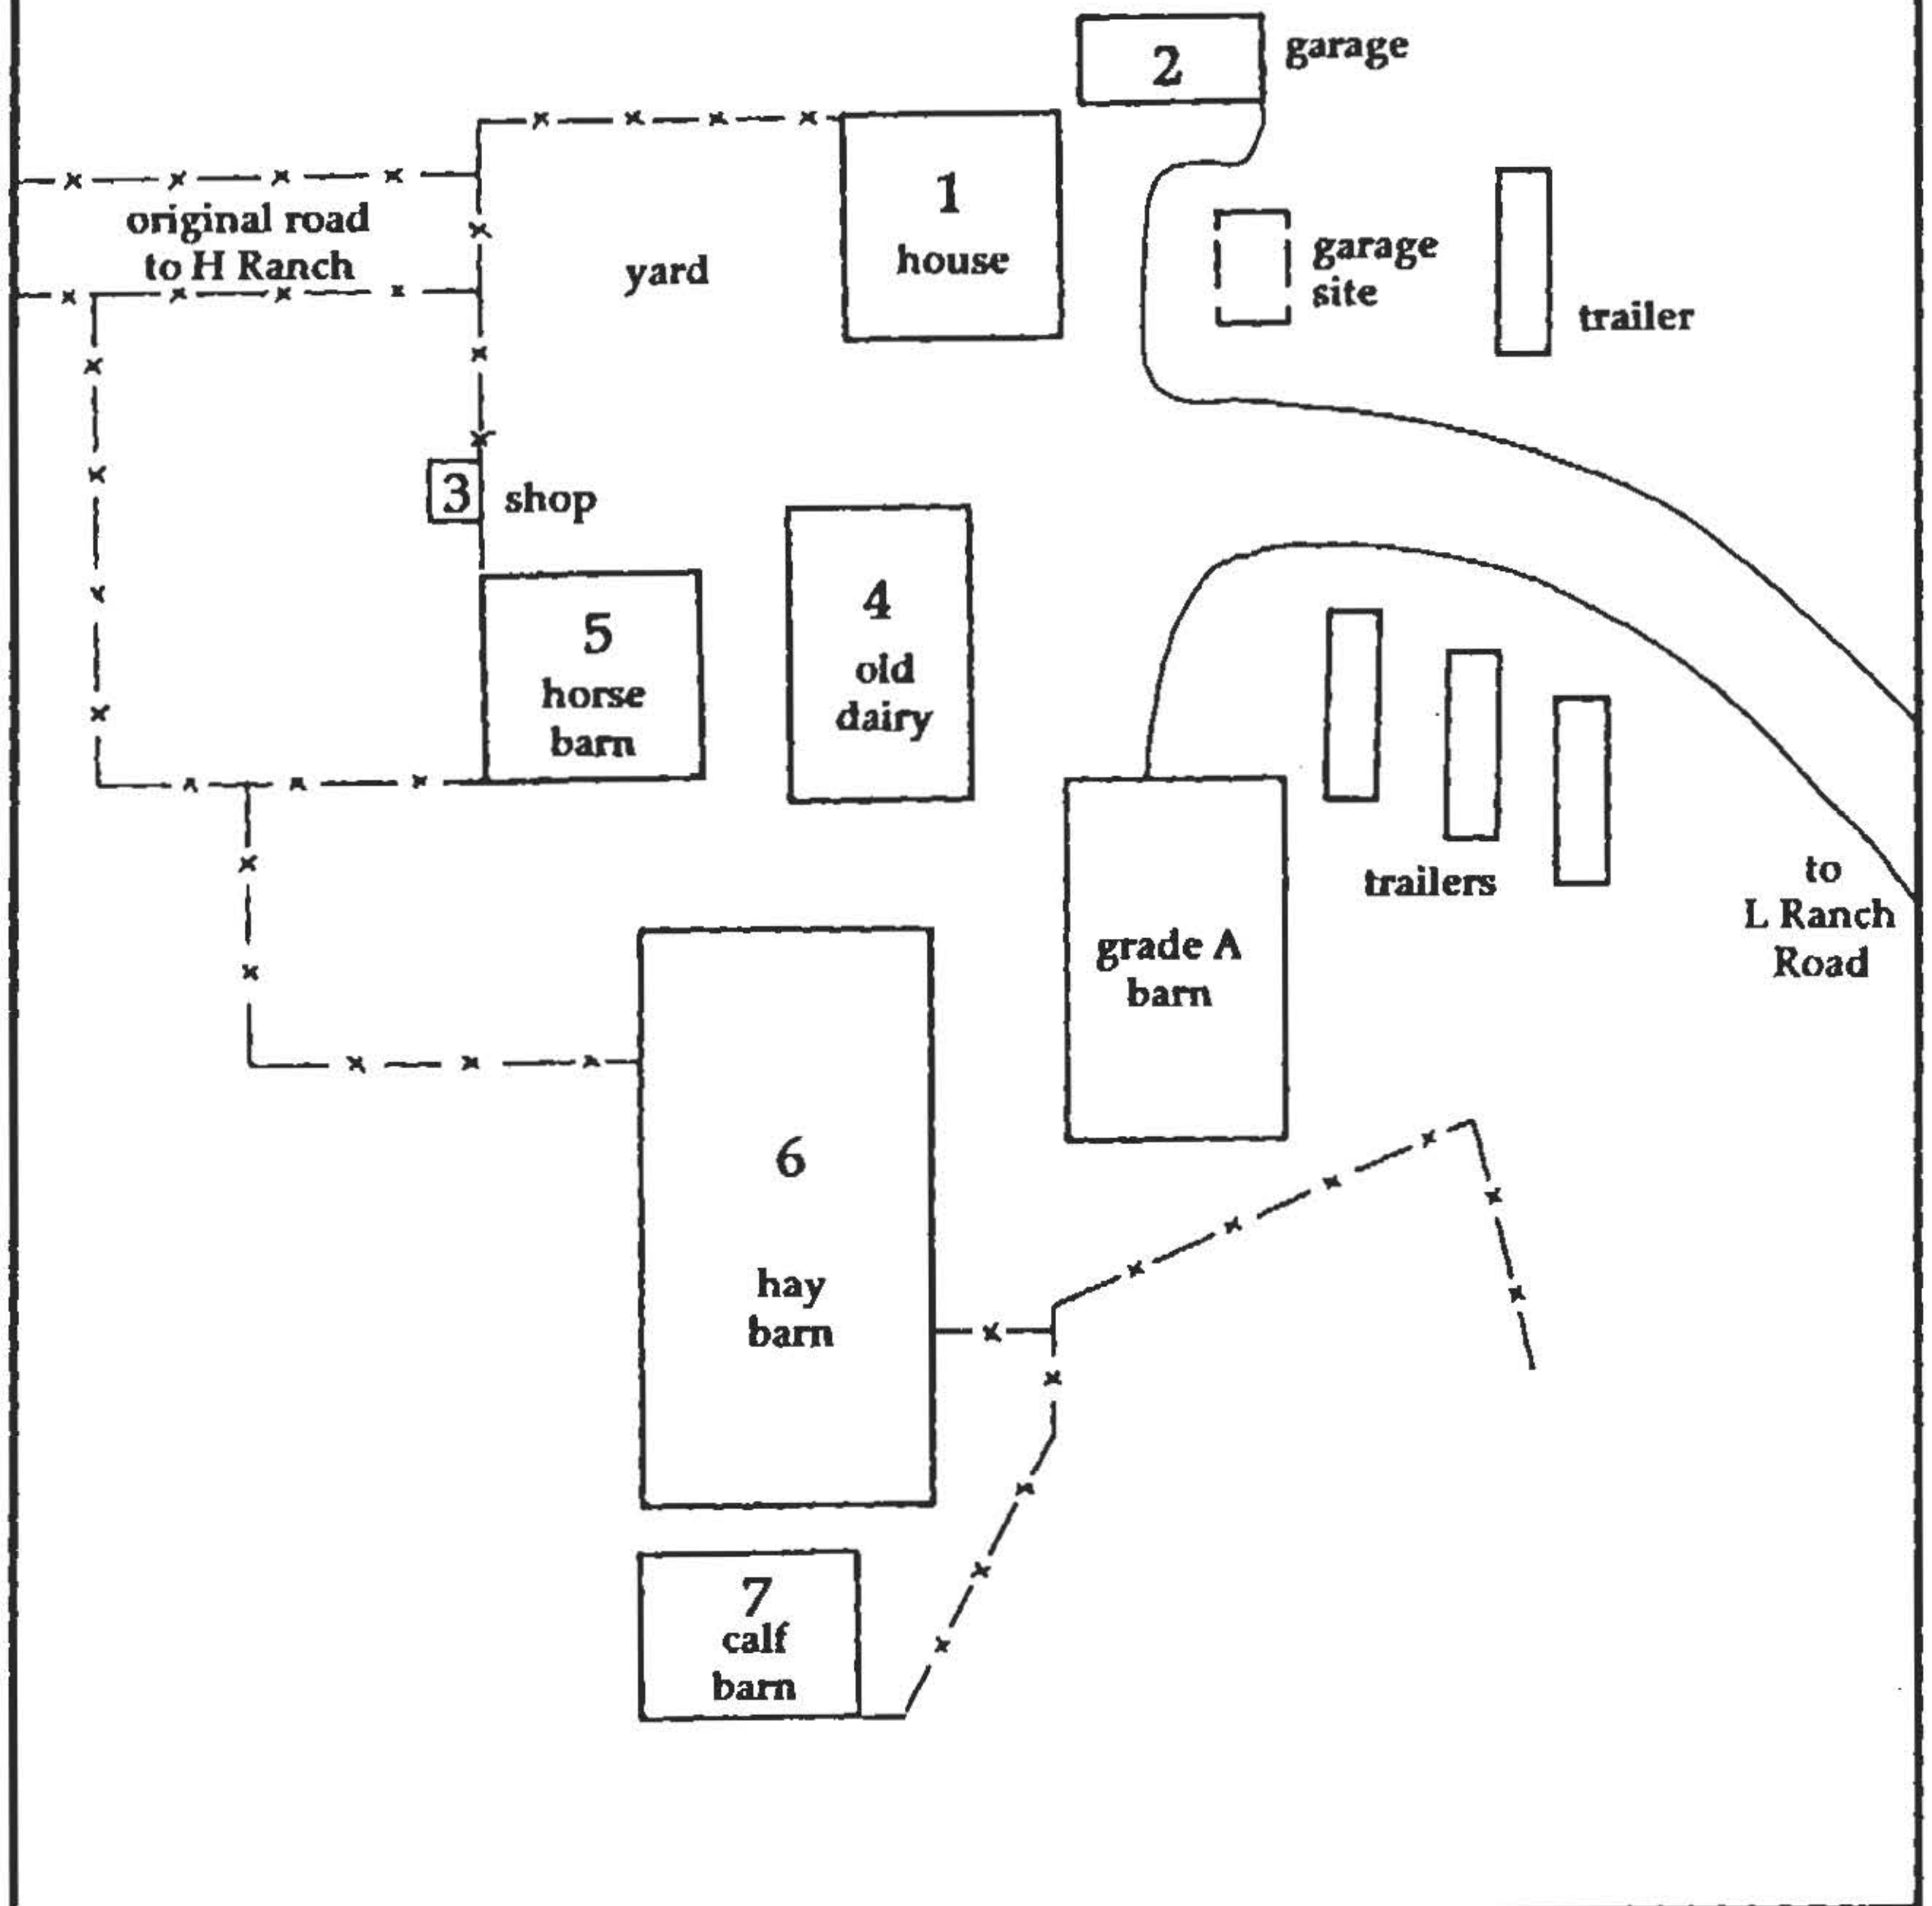 2
garage
original road
to H Ranch
yard
1
house
garage
site
trailer
3
shop
4
old
dairy
5
horse
barn
trailers
to
L Ranch
Road
grade A
barn
6
hay
barn
7
calf
barn